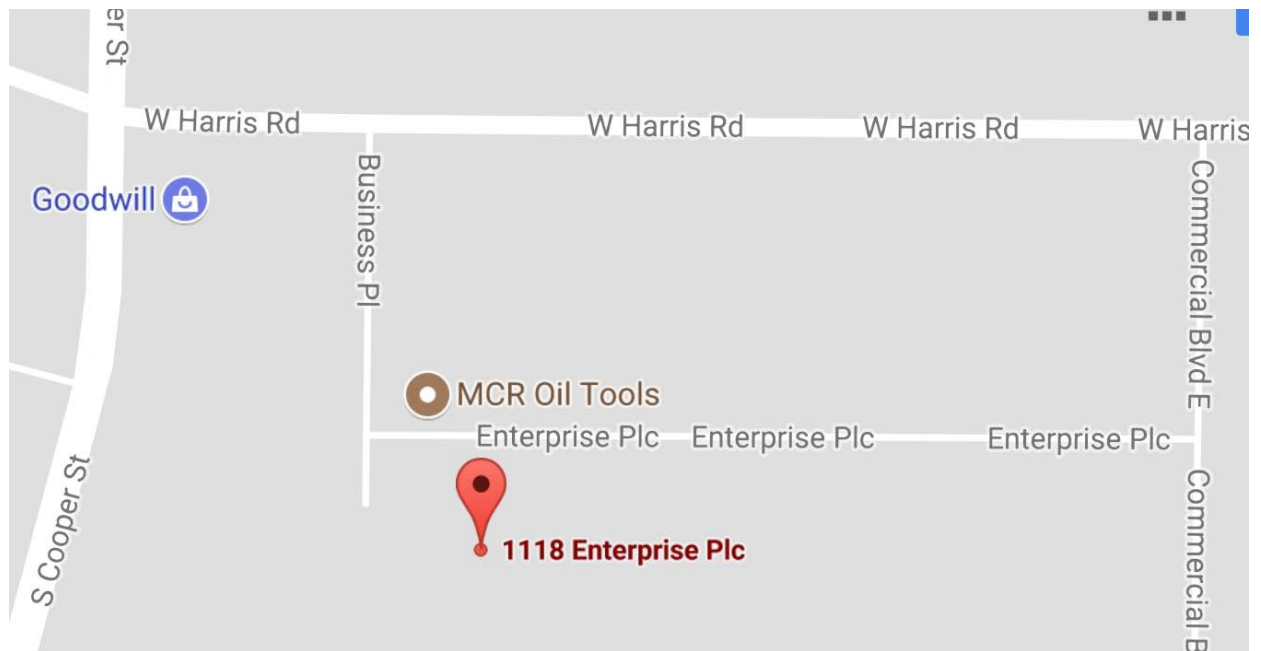 er St
W Harris Rd
W Harris Rd
W Harris Rd
W Harris
Goodwill
Business Pl
Commercial Blvd E
MCR Oil Tools
Enterprise Plc
Enterprise Plc
Enterprise Plc
S Cooper St
1118 Enterprise Plc
Commercial B